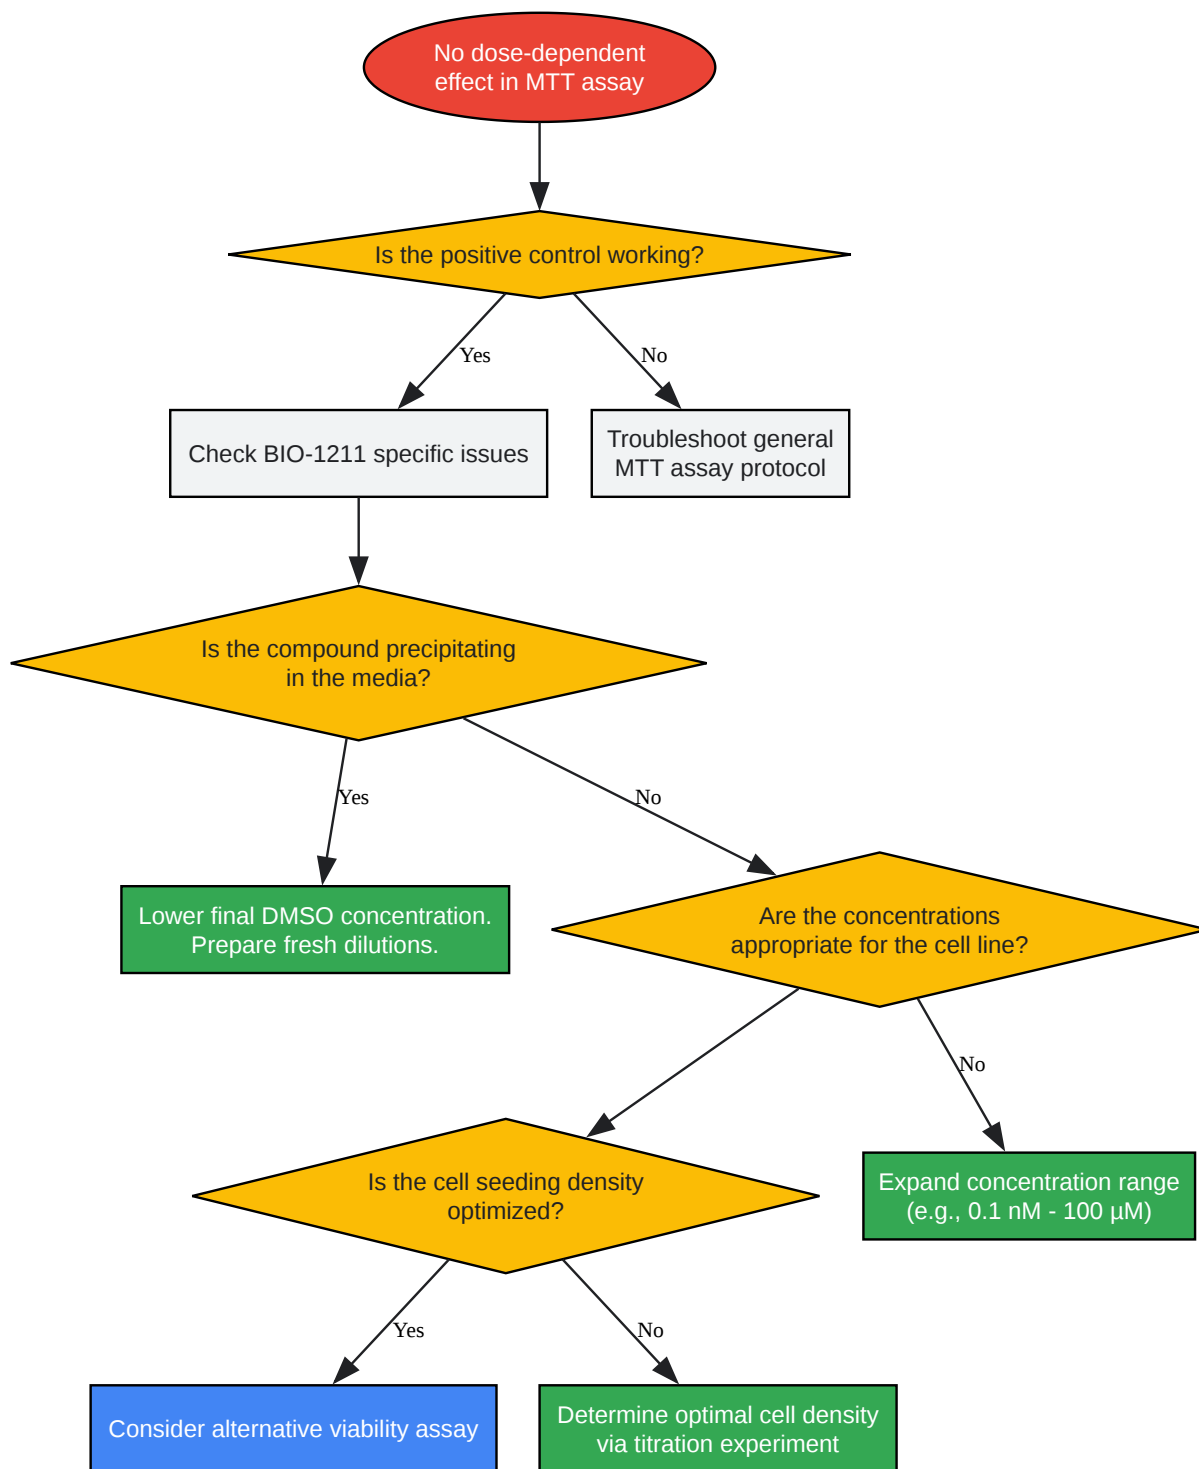 No dose-dependent
effect in MTT assay
Is the positive control working?
Yes
No
Check BIO-1211 specific issues
Troubleshoot general
MTT assay protocol
Is the compound precipitating
in the media?
Yes
No
Lower final DMSO concentration.
Prepare fresh dilutions.
Are the concentrations
appropriate for the cell line?
No
Is the cell seeding density
optimized?
Expand concentration range
(e.g., 0.1 nM - 100 µM)
Yes
No
Consider alternative viability assay
Determine optimal cell density
via titration experiment